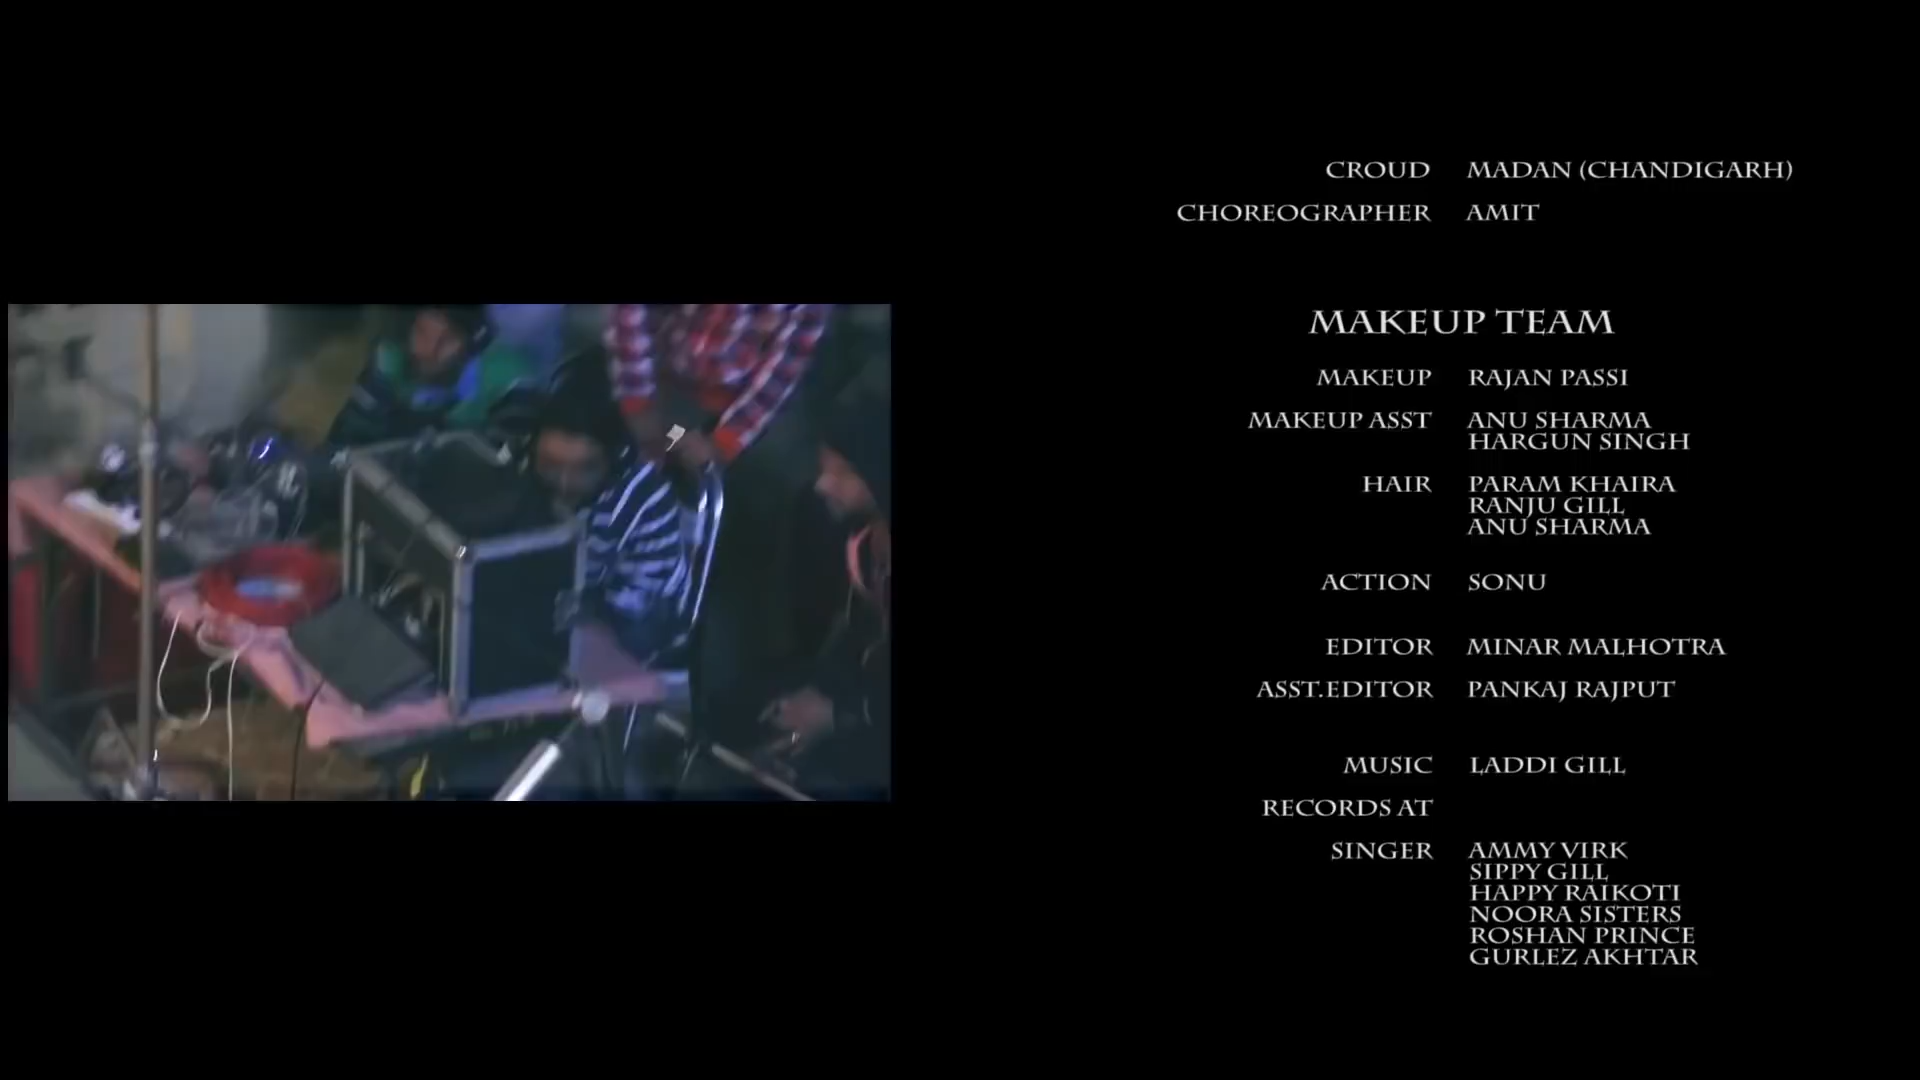 CROUD MADAN (CHANDIGARH)
CHOREOGRAPHER AMIT
MAKEUP TEAM
MAKEUP RAJAN PASSI
MAKEUP ASST ANU SHARMA
HARGUN SINGH
HAIR PARAM KHAIRA
RANJU GILL
ANU SHARMA
ACTION SONU
EDITOR MINAR MALHOTRA
ASST.EDITOR PANKAJ RAJPUT
MUSIC LADDI GILL
RECORDS AT
SINGER AMMY VIRK
SIPPY GILL
HAPPY RAIKOTI
NOORA SISTERS
ROSHAN PRINCE
GURLEZ AKHTAR